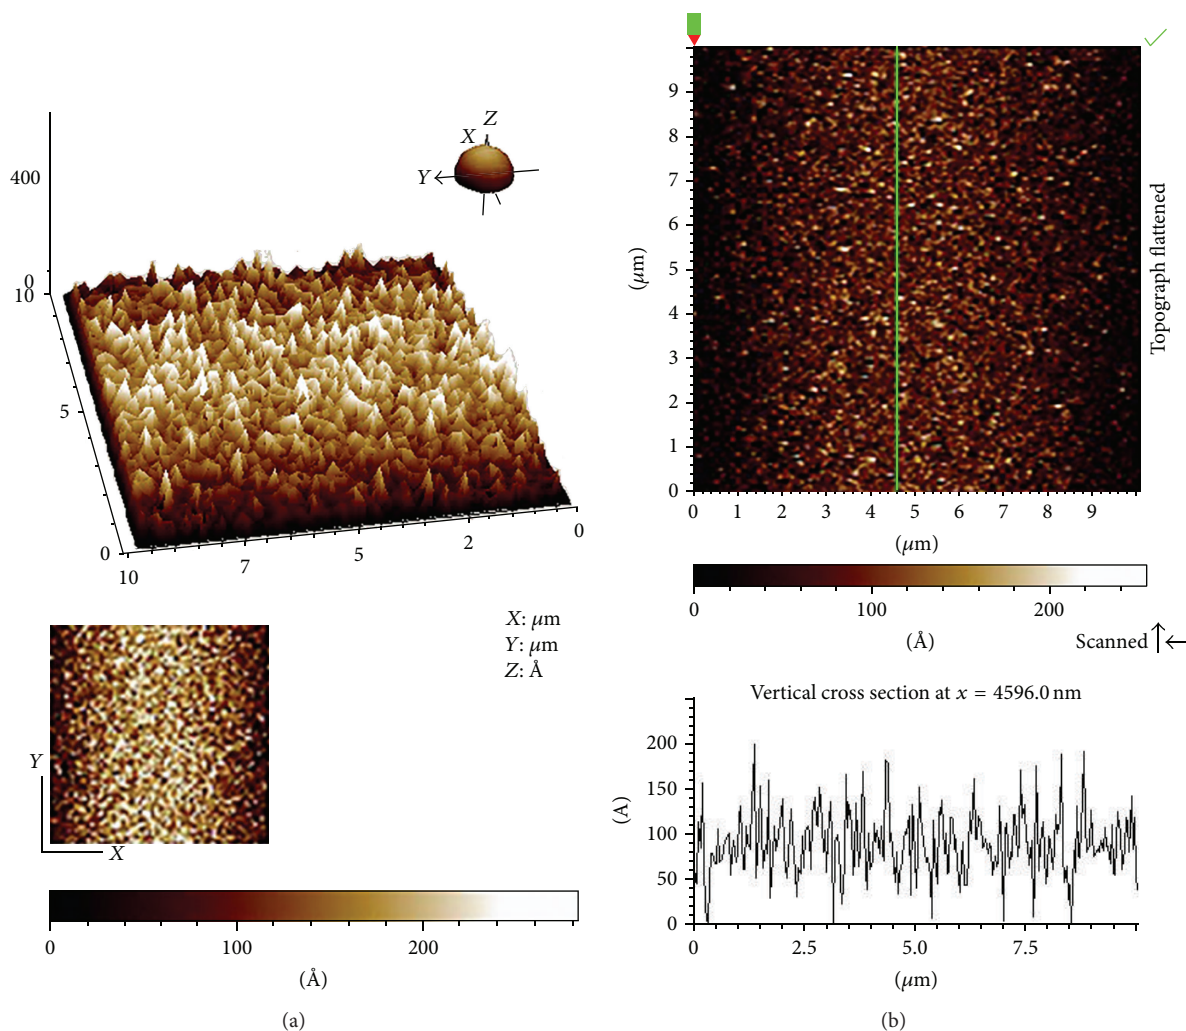 400
0
10
5
0
10
7
5
2
0
Z
X
Y
X: μm
Y: μm
Z: Å
Y
X
0 100 200
(Å)
(a)
9
8
7
6
5
4
3
2
1
0
(μm)
0 1 2 3 4 5 6 7 8 9
(μm)
Topograph flattened
0 100 200
(Å)
Scanned
Vertical cross section at x = 4596.0 nm
200
150
100
50
0
(A)
0 2.5 5.0 7.5
(μm)
(b)